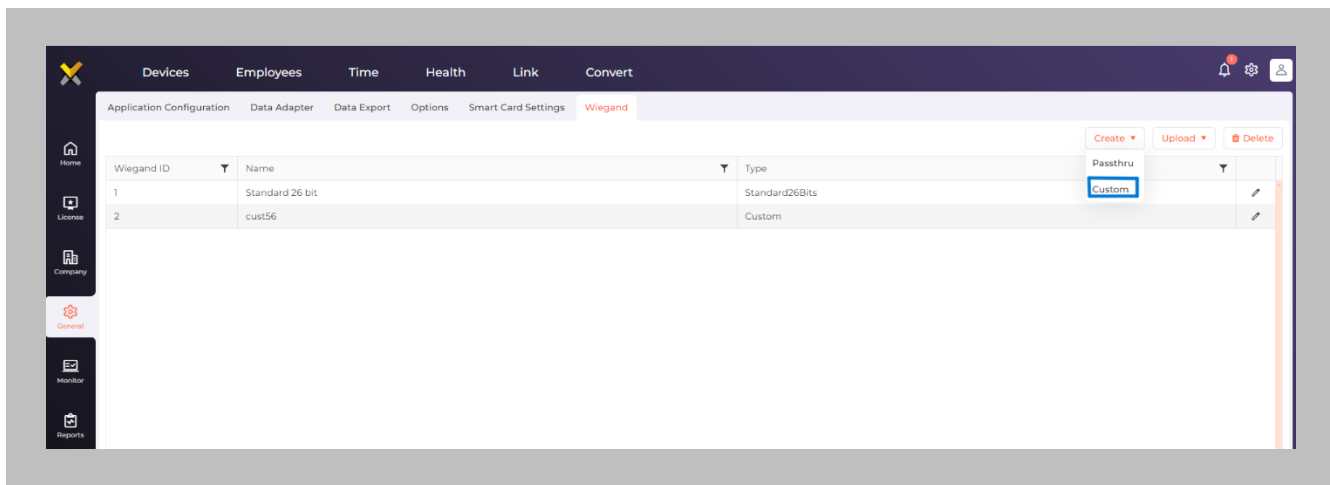 Devices Employees Time Health Link Convert
1
Application Configuration Data Adapter Data Export Options Smart Card Settings Wiegand
Create Upload Delete
Home
Passthru
Custom
Wiegand ID Name Type
1 Standard 26 bit Standard26Bits
2 cust56 Custom
License
Company
General
Monitor
Reports